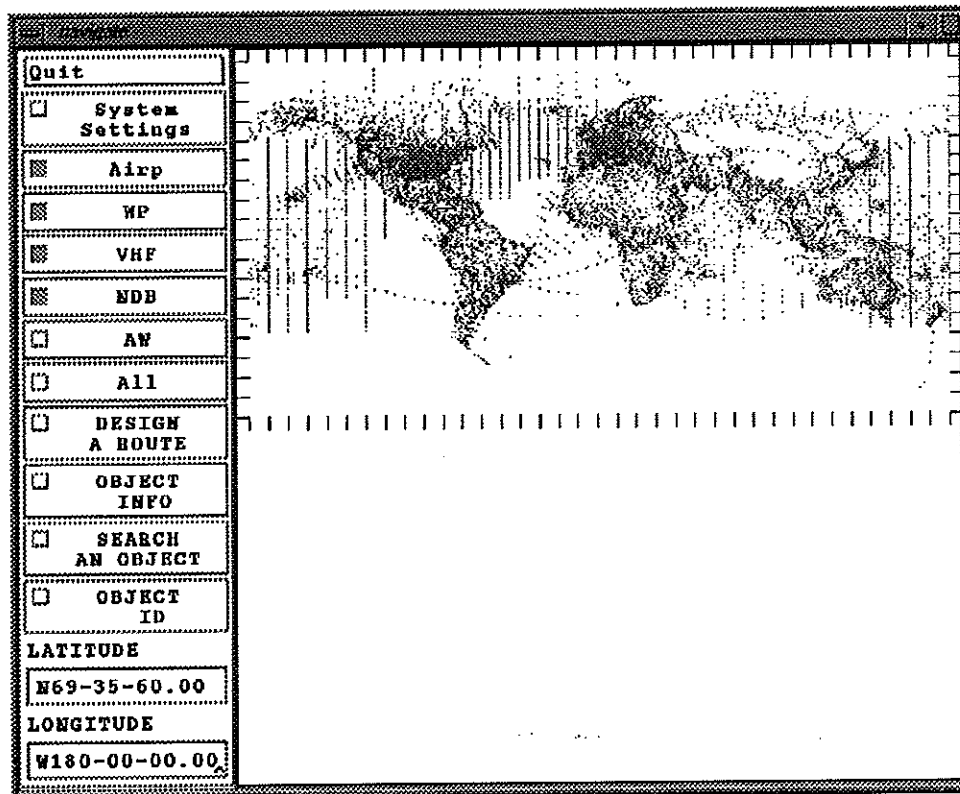 navigate
Quit
System
Settings
Airp
WP
VHF
NDB
AW
All
DESIGN
A ROUTE
OBJECT
INFO
SEARCH
AN OBJECT
OBJECT
ID
LATITUDE
N69-35-60.00
LONGITUDE
W180-00-00.00